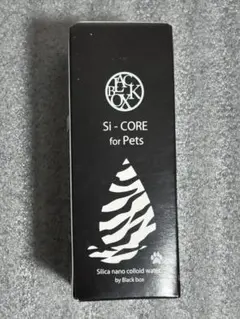 BLACK BOX
Si - CORE
for Pets
Silica nano colloid water
by Black box